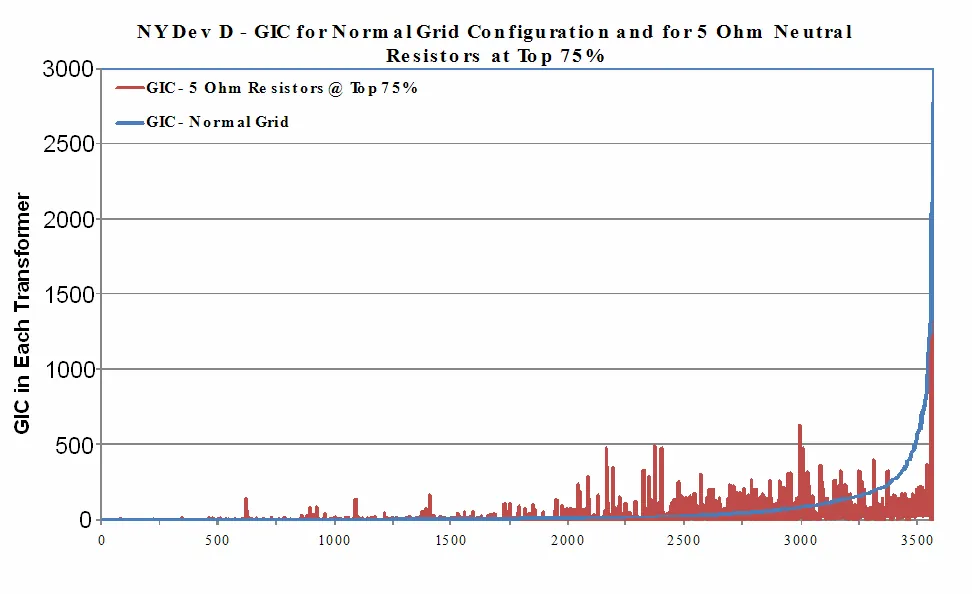 NYDev D - GIC for Normal Grid Configuration and for 5 Ohm Neutral
Resistors at Top 75%
GIC- 5 Ohm Resistors @ Top 75%
GIC- Normal Grid
GIC in Each Transformer
3000
2500
2000
1500
1000
500
0
0 500 1000 1500 2000 2500 3000 3500